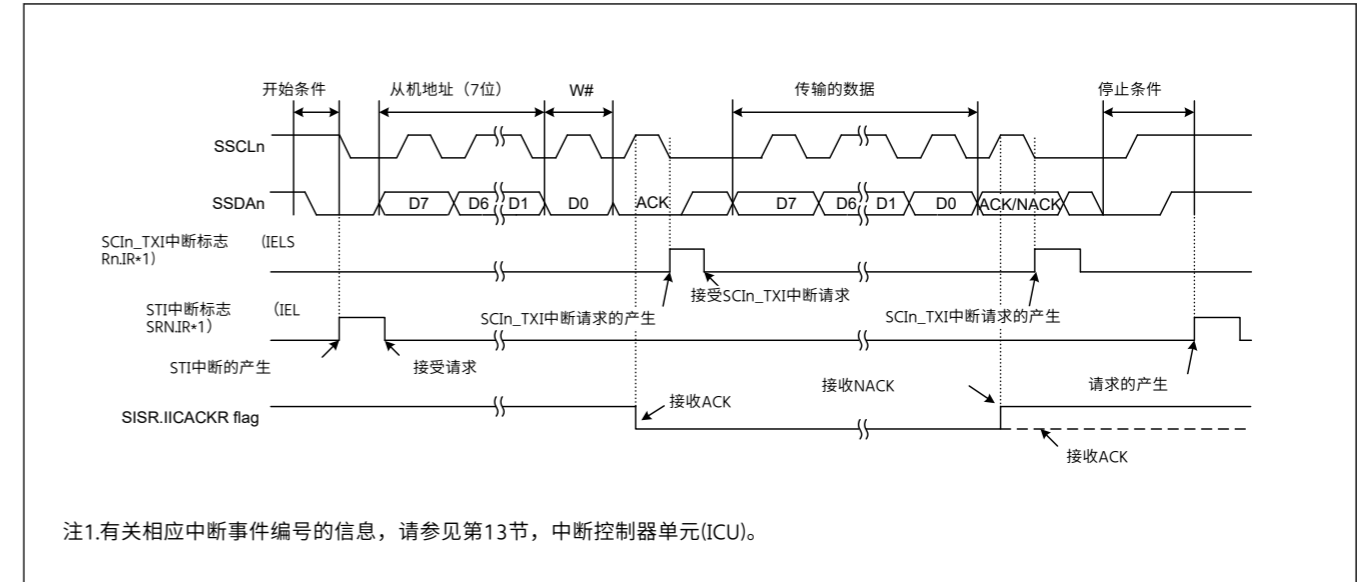 开始条件 从机地址（7位） W# 传输的数据 停止条件
SSCLn
SSDAn D7 D6 D1 D0 ACK D7 D6 D1 D0 ACK/NACK
SCIn_TXI中断标志 （IELS
Rn.IR*1）
接受SCIn_TXI中断请求
STI中断标志 （IEL
SRN.IR*1）
SCIn_TXI中断请求的产生 SCIn_TXI中断请求的产生
STI中断的产生 接受请求 请求的产生
接收NACK
接收ACK
SISR.IICACKR flag
接收ACK
注1.有关相应中断事件编号的信息，请参见第13节，中断控制器单元(ICU)。